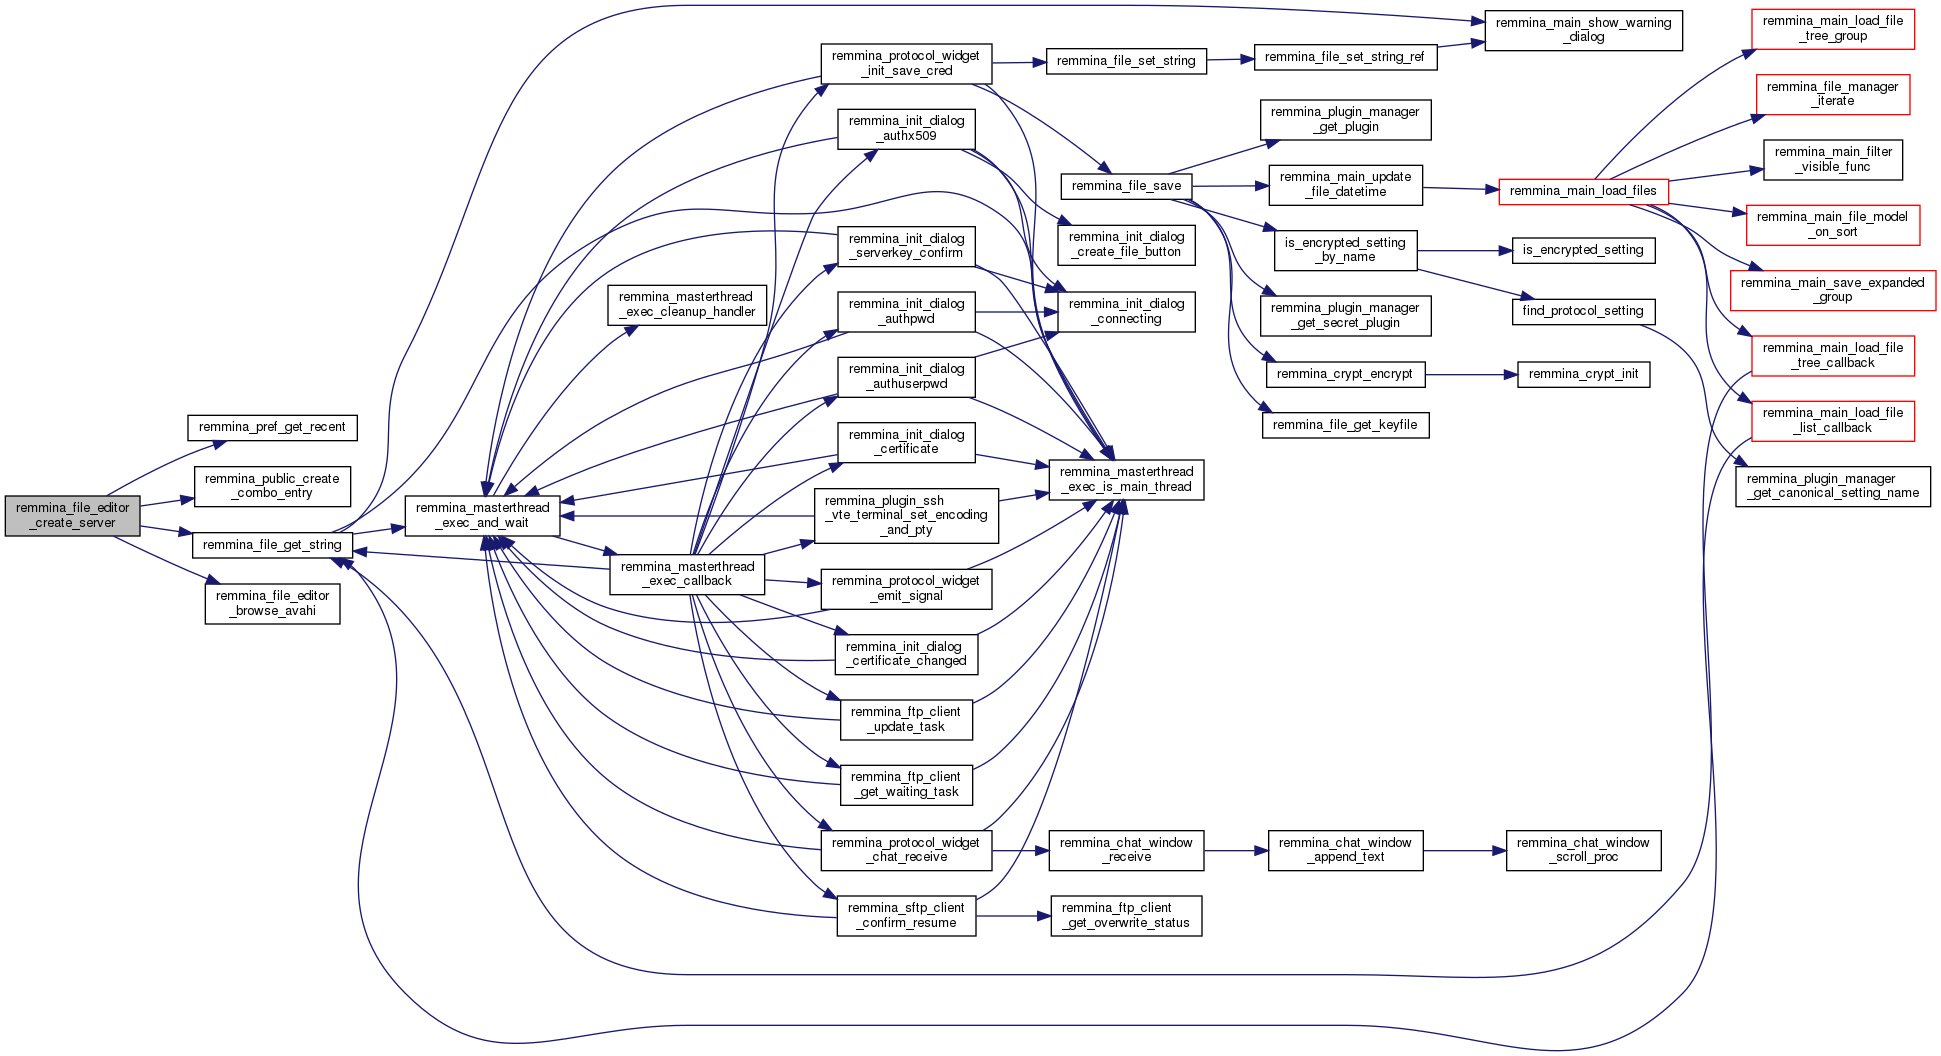 remmina_file_editor
_create_server
remmina_pref_get_recent
remmina_public_create
_combo_entry
remmina_file_get_string
remmina_file_editor
_browse_avahi
remmina_masterthread
_exec_and_wait
remmina_masterthread
_exec_cleanup_handler
remmina_masterthread
_exec_callback
remmina_protocol_widget
_init_save_cred
remmina_init_dialog
_authx509
remmina_init_dialog
_serverkey_confirm
remmina_init_dialog
_authpwd
remmina_init_dialog
_authuserpwd
remmina_init_dialog
_certificate
remmina_plugin_ssh
_vte_terminal_set_encoding
_and_pty
remmina_protocol_widget
_emit_signal
remmina_init_dialog
_certificate_changed
remmina_ftp_client
_update_task
remmina_ftp_client
_get_waiting_task
remmina_protocol_widget
_chat_receive
remmina_sftp_client
_confirm_resume
remmina_file_set_string
remmina_file_save
remmina_init_dialog
_create_file_button
remmina_init_dialog
_connecting
remmina_masterthread
_exec_is_main_thread
remmina_chat_window
_receive
remmina_ftp_client
_get_overwrite_status
remmina_file_set_string_ref
remmina_plugin_manager
_get_plugin
remmina_main_update
_file_datetime
is_encrypted_setting
_by_name
remmina_plugin_manager
_get_secret_plugin
remmina_crypt_encrypt
remmina_file_get_keyfile
remmina_chat_window
_append_text
remmina_main_show_warning
_dialog
remmina_main_load_files
is_encrypted_setting
find_protocol_setting
remmina_crypt_init
remmina_chat_window
_scroll_proc
remmina_main_load_file
_tree_group
remmina_file_manager
_iterate
remmina_main_filter
_visible_func
remmina_main_file_model
_on_sort
remmina_main_save_expanded
_group
remmina_main_load_file
_tree_callback
remmina_main_load_file
_list_callback
remmina_plugin_manager
_get_canonical_setting_name